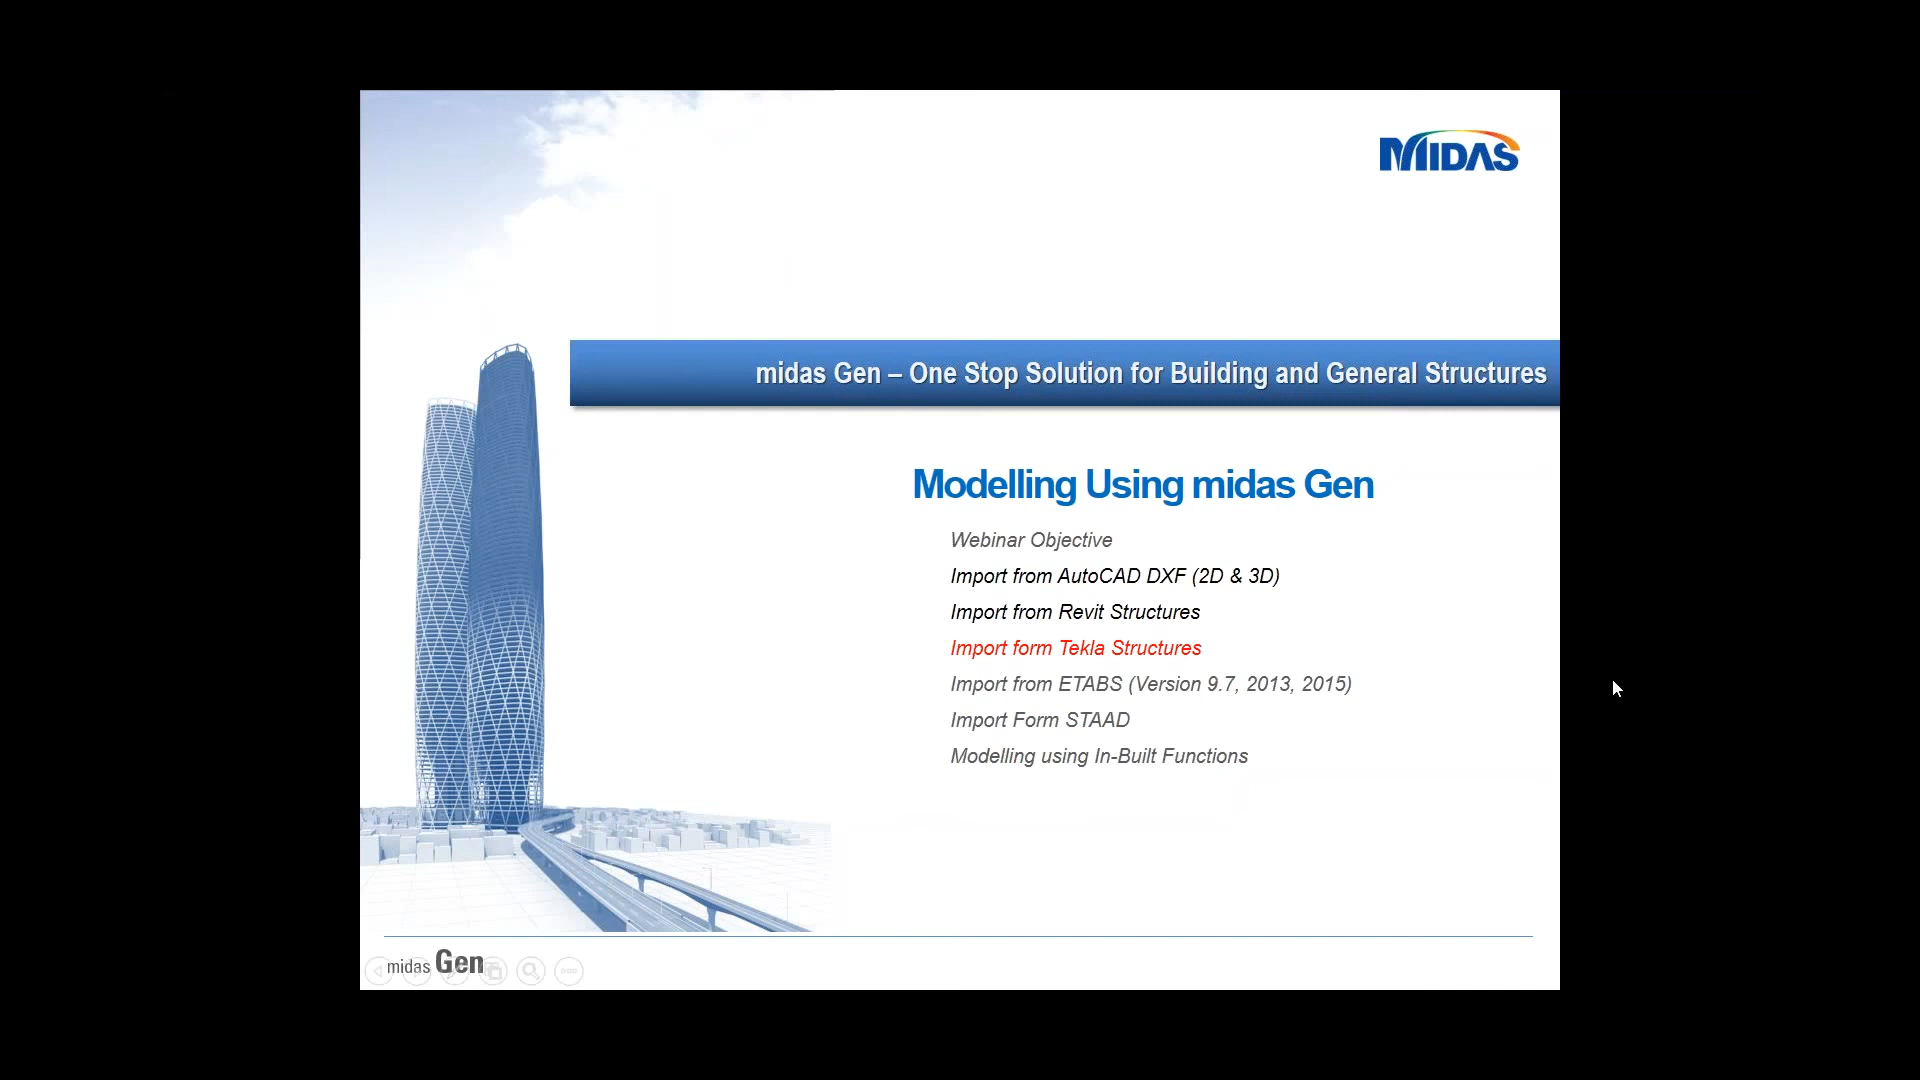 MIDAS
midas Gen – One Stop Solution for Building and General Structures
Modelling Using midas Gen
Webinar Objective
Import from AutoCAD DXF (2D & 3D)
Import from Revit Structures
Import form Tekla Structures
Import from ETABS (Version 9.7, 2013, 2015)
Import Form STAAD
Modelling using In-Built Functions
midas Gen